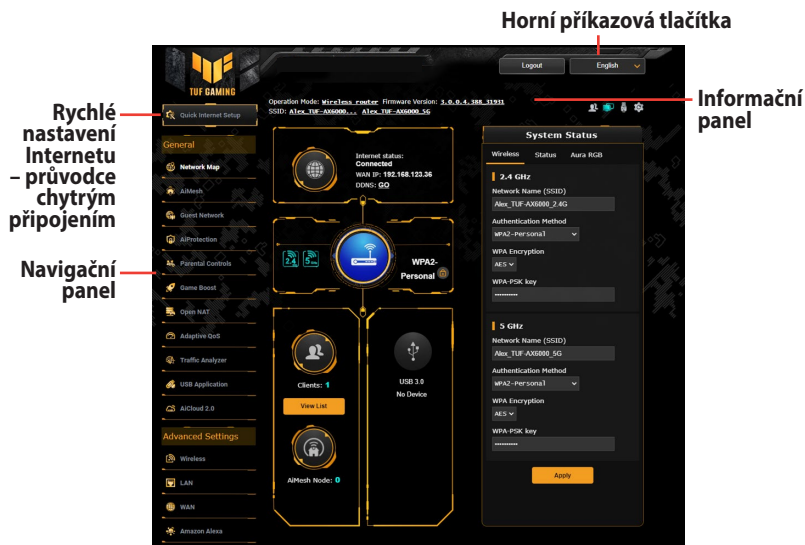 Horní příkazová tlačítka
Logout
English
TUF GAMING
Operation Mode: Wireless router Firmware Version: 3.0.0.4.388_31931
SSID: Alex_TUF-AX6000... Alex_TUF-AX6000_5G
Informační
panel
Rychlé
nastavení
Internetu
– průvodce
chytrým
připojením
Navigační
panel
Quick Internet Setup
General
Network Map
AiMesh
Guest Network
AiProtection
Parental Controls
Game Boost
Open NAT
Adaptive QoS
Traffic Analyzer
USB Application
AiCloud 2.0
Advanced Settings
Wireless
LAN
WAN
Amazon Alexa
Internet status:
Connected
WAN IP: 192.168.123.36
DDNS: GO
2.4
5
WPA2-
Personal
Clients: 1
View List
AiMesh Node: 0
USB 3.0
No Device
System Status
Wireless Status Aura RGB
2.4 GHz
Network Name (SSID)
Alex_TUF-AX6000_2.4G
Authentication Method
WPA2-Personal
WPA Encryption
AES
WPA-PSK key
5 GHz
Network Name (SSID)
Alex_TUF-AX6000_5G
Authentication Method
WPA2-Personal
WPA Encryption
AES
WPA-PSK key
Apply